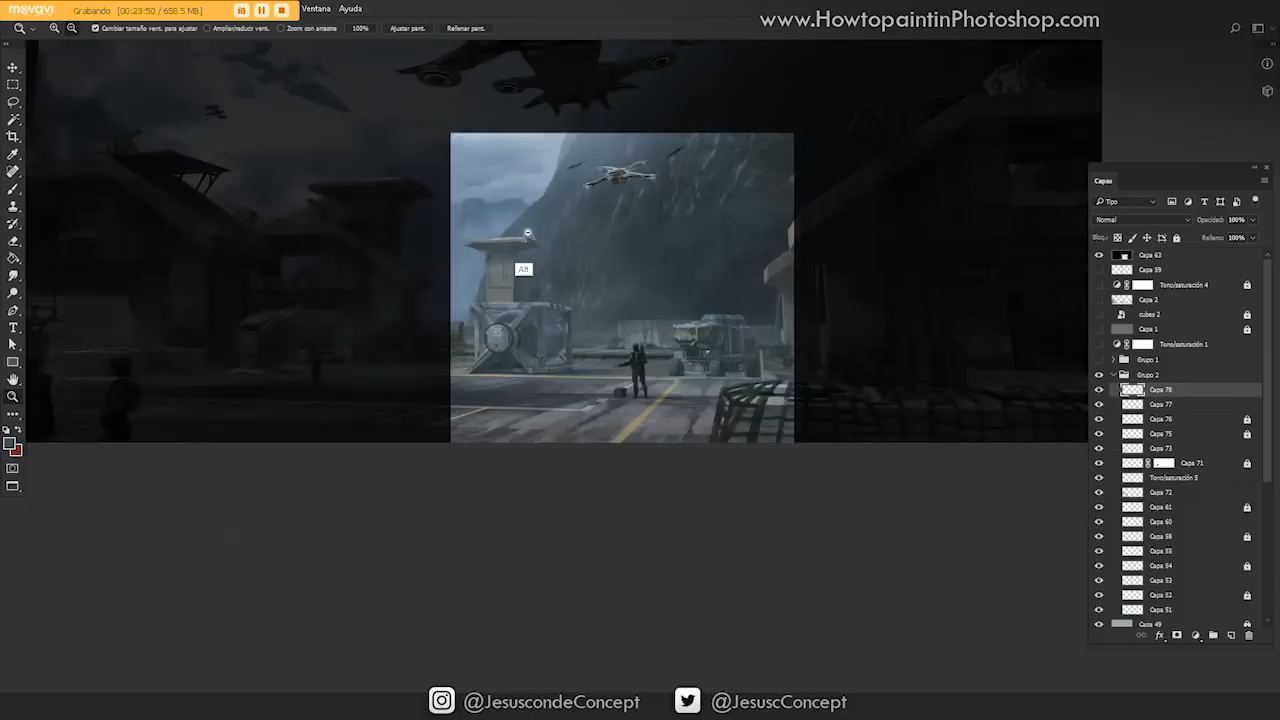 movavi
Grabando [00:23:50 / 658.5 MB]
Ventana Ayuda
www.HowtopaintinPhotoshop.com
Cambiar tamaño vent. para ajustar
Ampliar/reducir vent.
Zoom con arrastre
100%
Ajustar pant.
Rellenar pant.
Alt
55
Capas
Tipo
Normal
Opacidad: 100%
Bloq.:
Relleno: 100%
Capa 63
Capa 59
Tono/saturación 4
Capa 2
cubes 2
Capa 1
Tono/saturación 1
Grupo 1
Grupo 2
Capa 78
Capa 77
Capa 76
Capa 75
Capa 73
Capa 71
Tono/saturación 5
Capa 72
Capa 61
Capa 60
Capa 58
Capa 55
Capa 54
Capa 53
Capa 52
Capa 51
Capa 49
fx
@JesuscondeConcept
@JesuscConcept